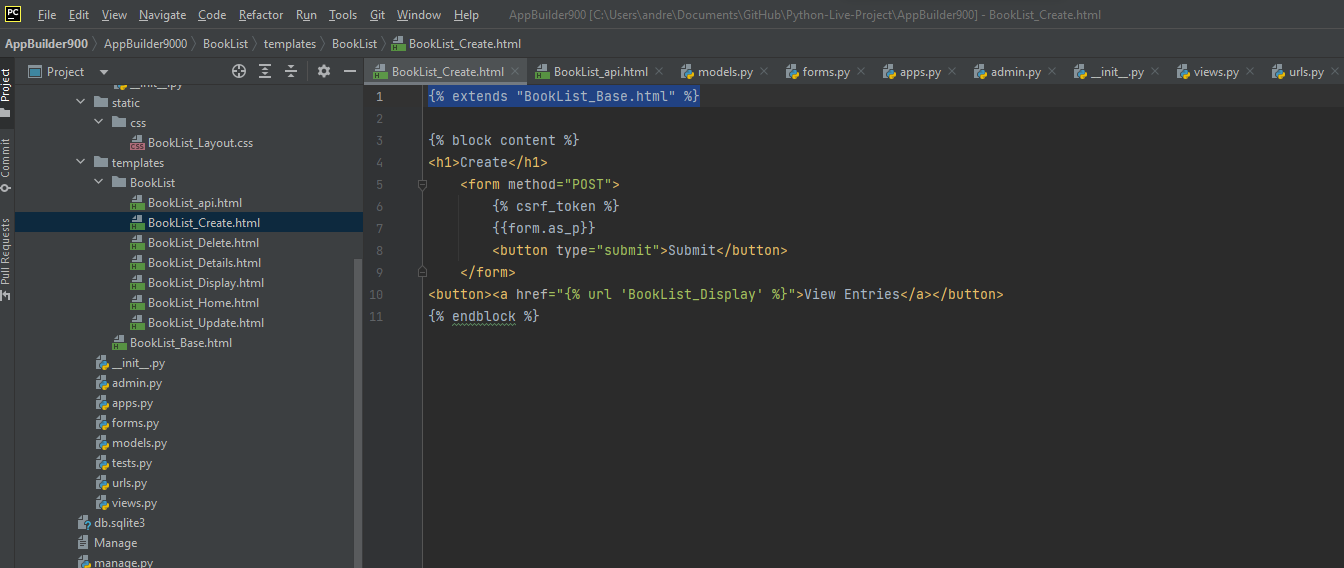 PC File Edit View Navigate Code Refactor Run Tools Git Window Help AppBuilder900 [C:\Users\andre\Documents\GitHub\Python-Live-Project\AppBuilder900] - BookList_Create.html
AppBuilder900 AppBuilder9000 BookList templates BookList BookList_Create.html
Project
BookList_Create.html BookList_api.html models.py forms.py apps.py admin.py __init__.py views.py urls.py
Project
Commit
Pull Requests
__init__.py
static
css
BookList_Layout.css
templates
BookList
BookList_api.html
BookList_Create.html
BookList_Delete.html
BookList_Details.html
BookList_Display.html
BookList_Home.html
BookList_Update.html
BookList_Base.html
__init__.py
admin.py
apps.py
forms.py
models.py
tests.py
urls.py
views.py
db.sqlite3
Manage
manage.py
1 {% extends "BookList_Base.html" %}
2
3 {% block content %}
4 <h1>Create</h1>
5 <form method="POST">
6 {% csrf_token %}
7 {{form.as_p}}
8 <button type="submit">Submit</button>
9 </form>
10 <button><a href="{% url 'BookList_Display' %}">View Entries</a></button>
11 {% endblock %}